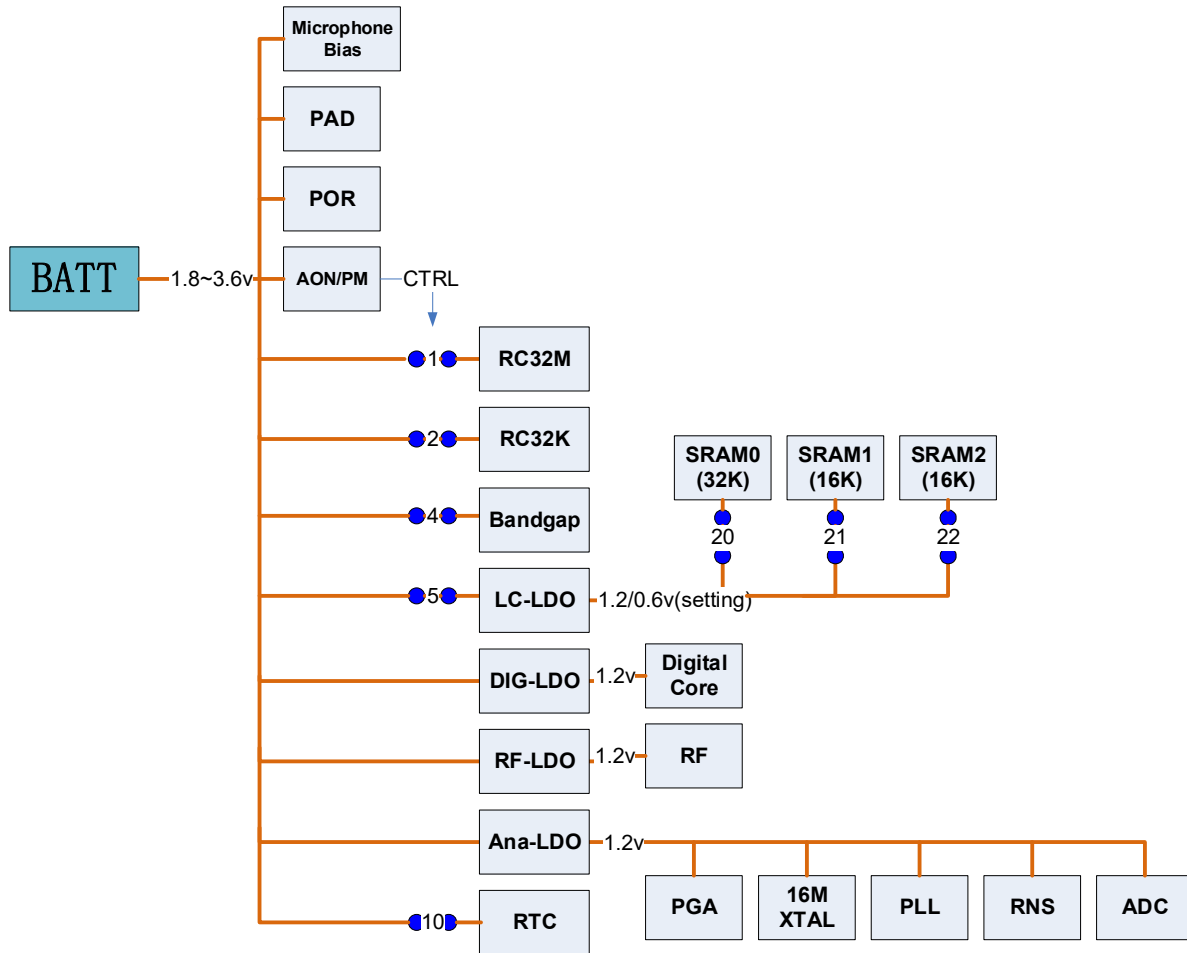 Microphone
Bias
PAD
POR
BATT
1.8~3.6v
AON/PM
CTRL
1
RC32M
2
RC32K
SRAM0
(32K)
SRAM1
(16K)
SRAM2
(16K)
4
Bandgap
20
21
22
5
LC-LDO
1.2/0.6v(setting)
DIG-LDO
1.2v
Digital
Core
RF-LDO
1.2v
RF
Ana-LDO
1.2v
PGA
16M
XTAL
PLL
RNS
ADC
10
RTC